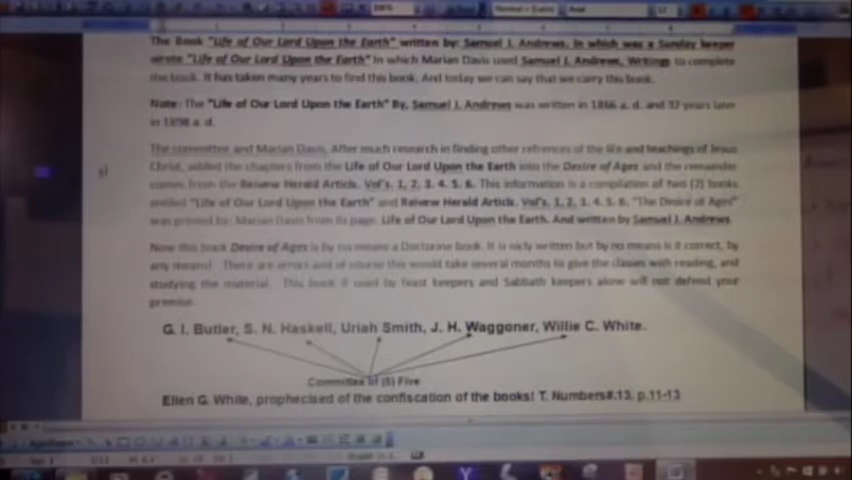 The Book "Life of Our Lord Upon the Earth" written by: Samuel J. Andrews. In which was a Sunday keeper
wrote "Life of Our Lord Upon the Earth" In which Marian Davis used Samuel J. Andrews, Writings to complete
the book. It has taken many years to find this book. And today we can say that we carry this book.
Note: The "Life of Our Lord Upon the Earth" By, Samuel J. Andrews was written in 1866 a. d. and 32 years later
in 1898 a. d.
The committee and Marian Davis, After much research in finding other refrences of the life and teachings of Jesus
Christ, added the chapters from the Life of Our Lord Upon the Earth into the Desire of Ages and the remainder
comes from the Reivew Herald Articls. Vol's. 1, 2, 3. 4. 5. 6. This information is a compilation of two (2) books
entitled "Life of Our Lord Upon the Earth" and Reivew Herald Articls. Vol's. 1, 2, 3. 4. 5. 6. "The Desire of Ages"
was primed by: Marian Davis from its page. Life of Our Lord Upon the Earth. And written by Samuel J. Andrews.
Now this book Desire of Ages is by no means a Doctorine book. It is nicly written but by no means is it correct, by
any means! There are errors and of course this would take several months to give the classes with reading, and
studying the material. This book if used by feast keepers and Sabbath keepers alone will not defend your
premise.
G. I. Butler, S. N. Haskell, Uriah Smith, J. H. Waggoner, Willie C. White.
Committee of (5) Five
Ellen G. White, prophecised of the confiscation of the books! T. Numbers#.13, p.11-13